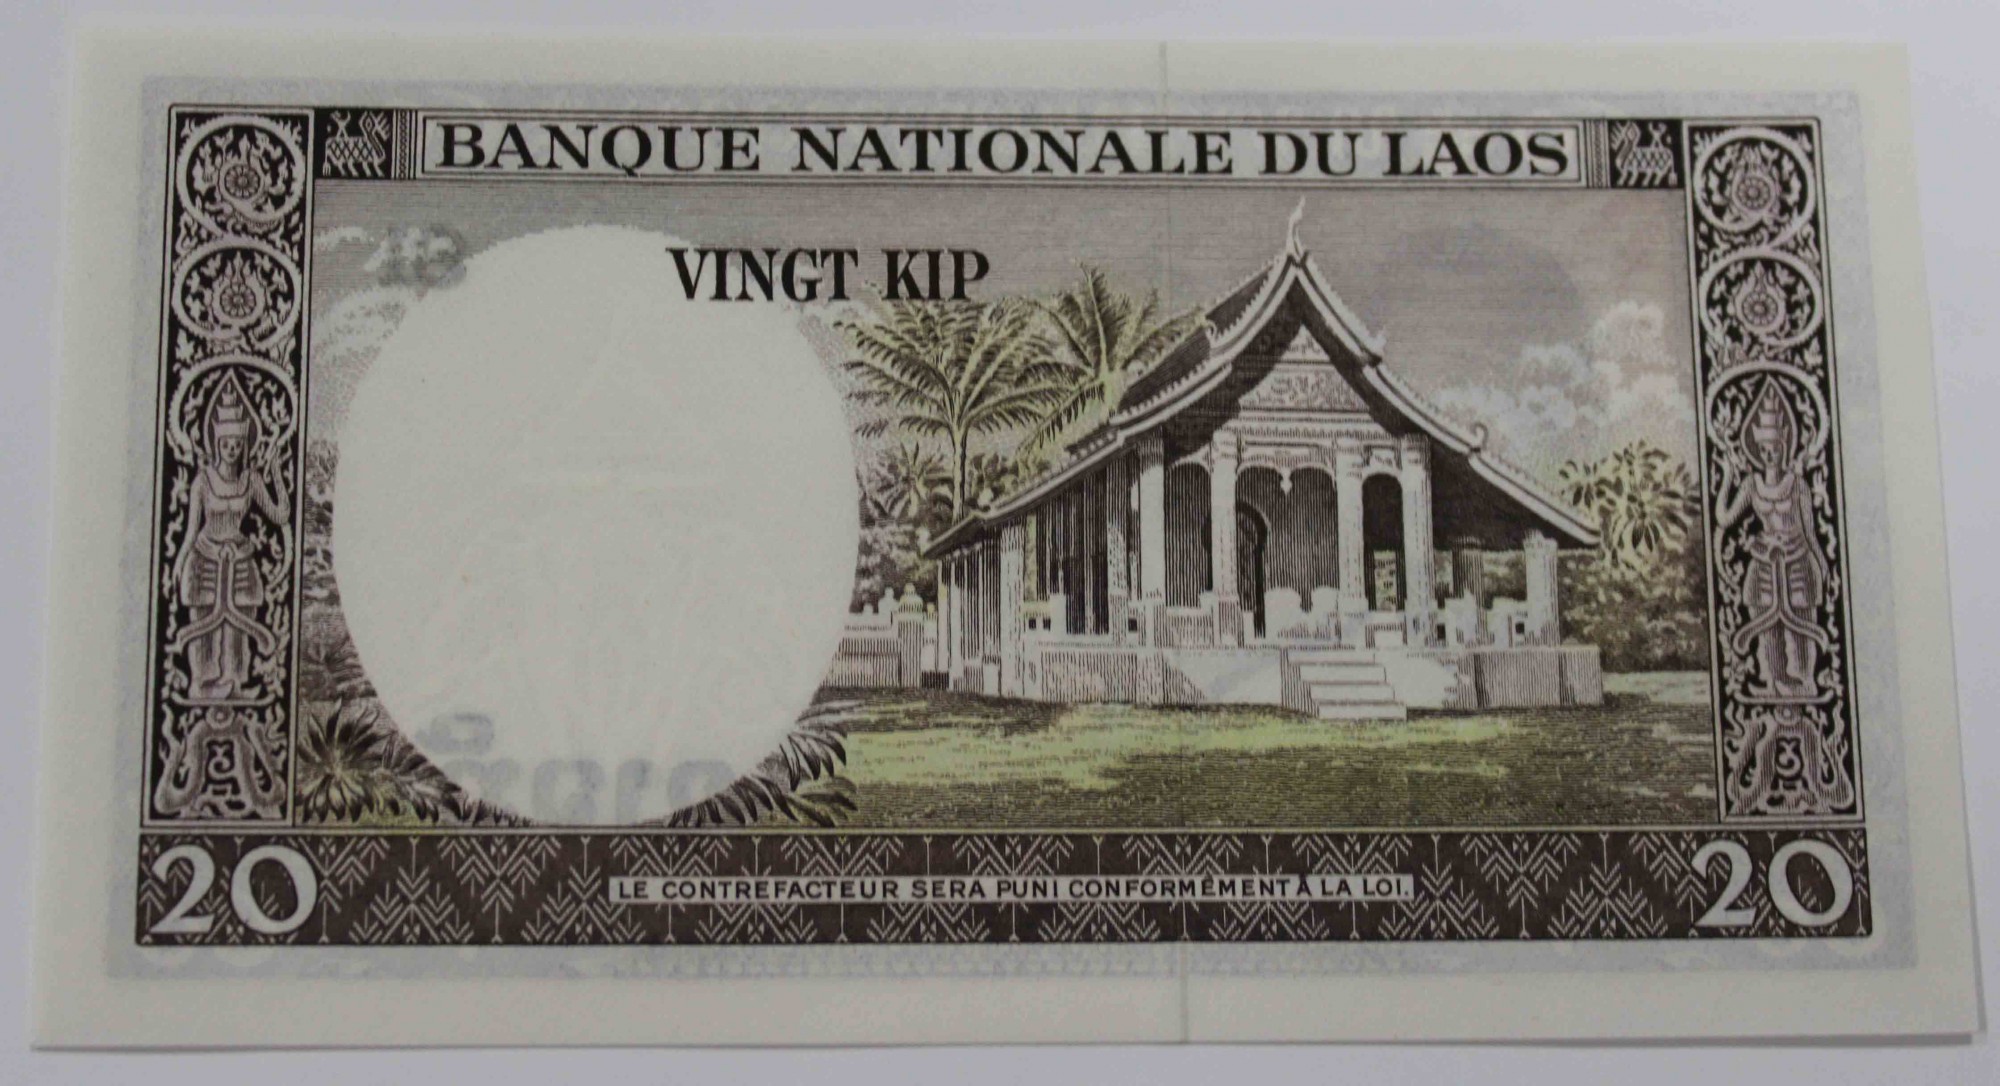 BANQUE NATIONALE DU LAOS
VINGT KIP
20
LE CONTREFACTEUR SERA PUNI CONFORMÉMENT À LA LOI.
20